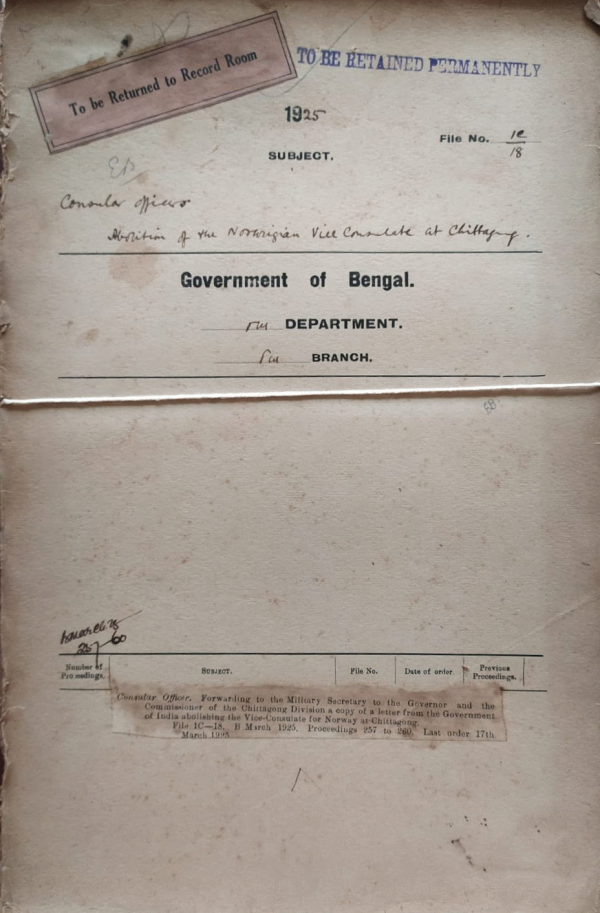 To be Returned to Record Room
TO BE RETAINED PERMANENTLY
1925
File No. 1C/18
SUBJECT.
Consular officers
Abolition of the Norwegian Vice Consulate at Chittagong.
Government of Bengal.
DEPARTMENT.
BRANCH.
March 25
257-60
Number of Proceedings.
SUBJECT.
File No.
Date of order.
Previous Proceedings.
Consular Officer. Forwarding to the Military Secretary to the Governor and the
Commissioner of the Chittagong Division a copy of a letter from the Government
of India abolishing the Vice-Consulate for Norway at Chittagong.
File 1C—18, B March 1925, Proceedings 257 to 260. Last order 17th
March 1925.